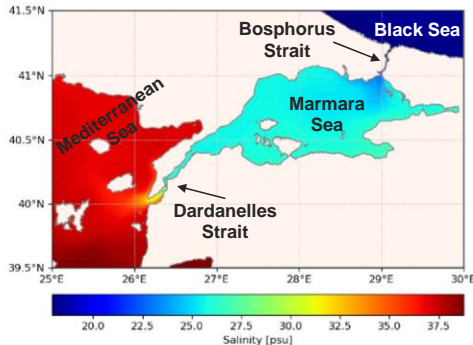 41.5°N
Bosphorus
Strait
Black Sea
41°N
Marmara
Sea
Mediterranean
Sea
40.5°N
40°N
Dardanelles
Strait
39.5°N
25°E 26°E 27°E 28°E 29°E 30°E
20.0 22.5 25.0 27.5 30.0 32.5 35.0 37.5
Salinity [psu]